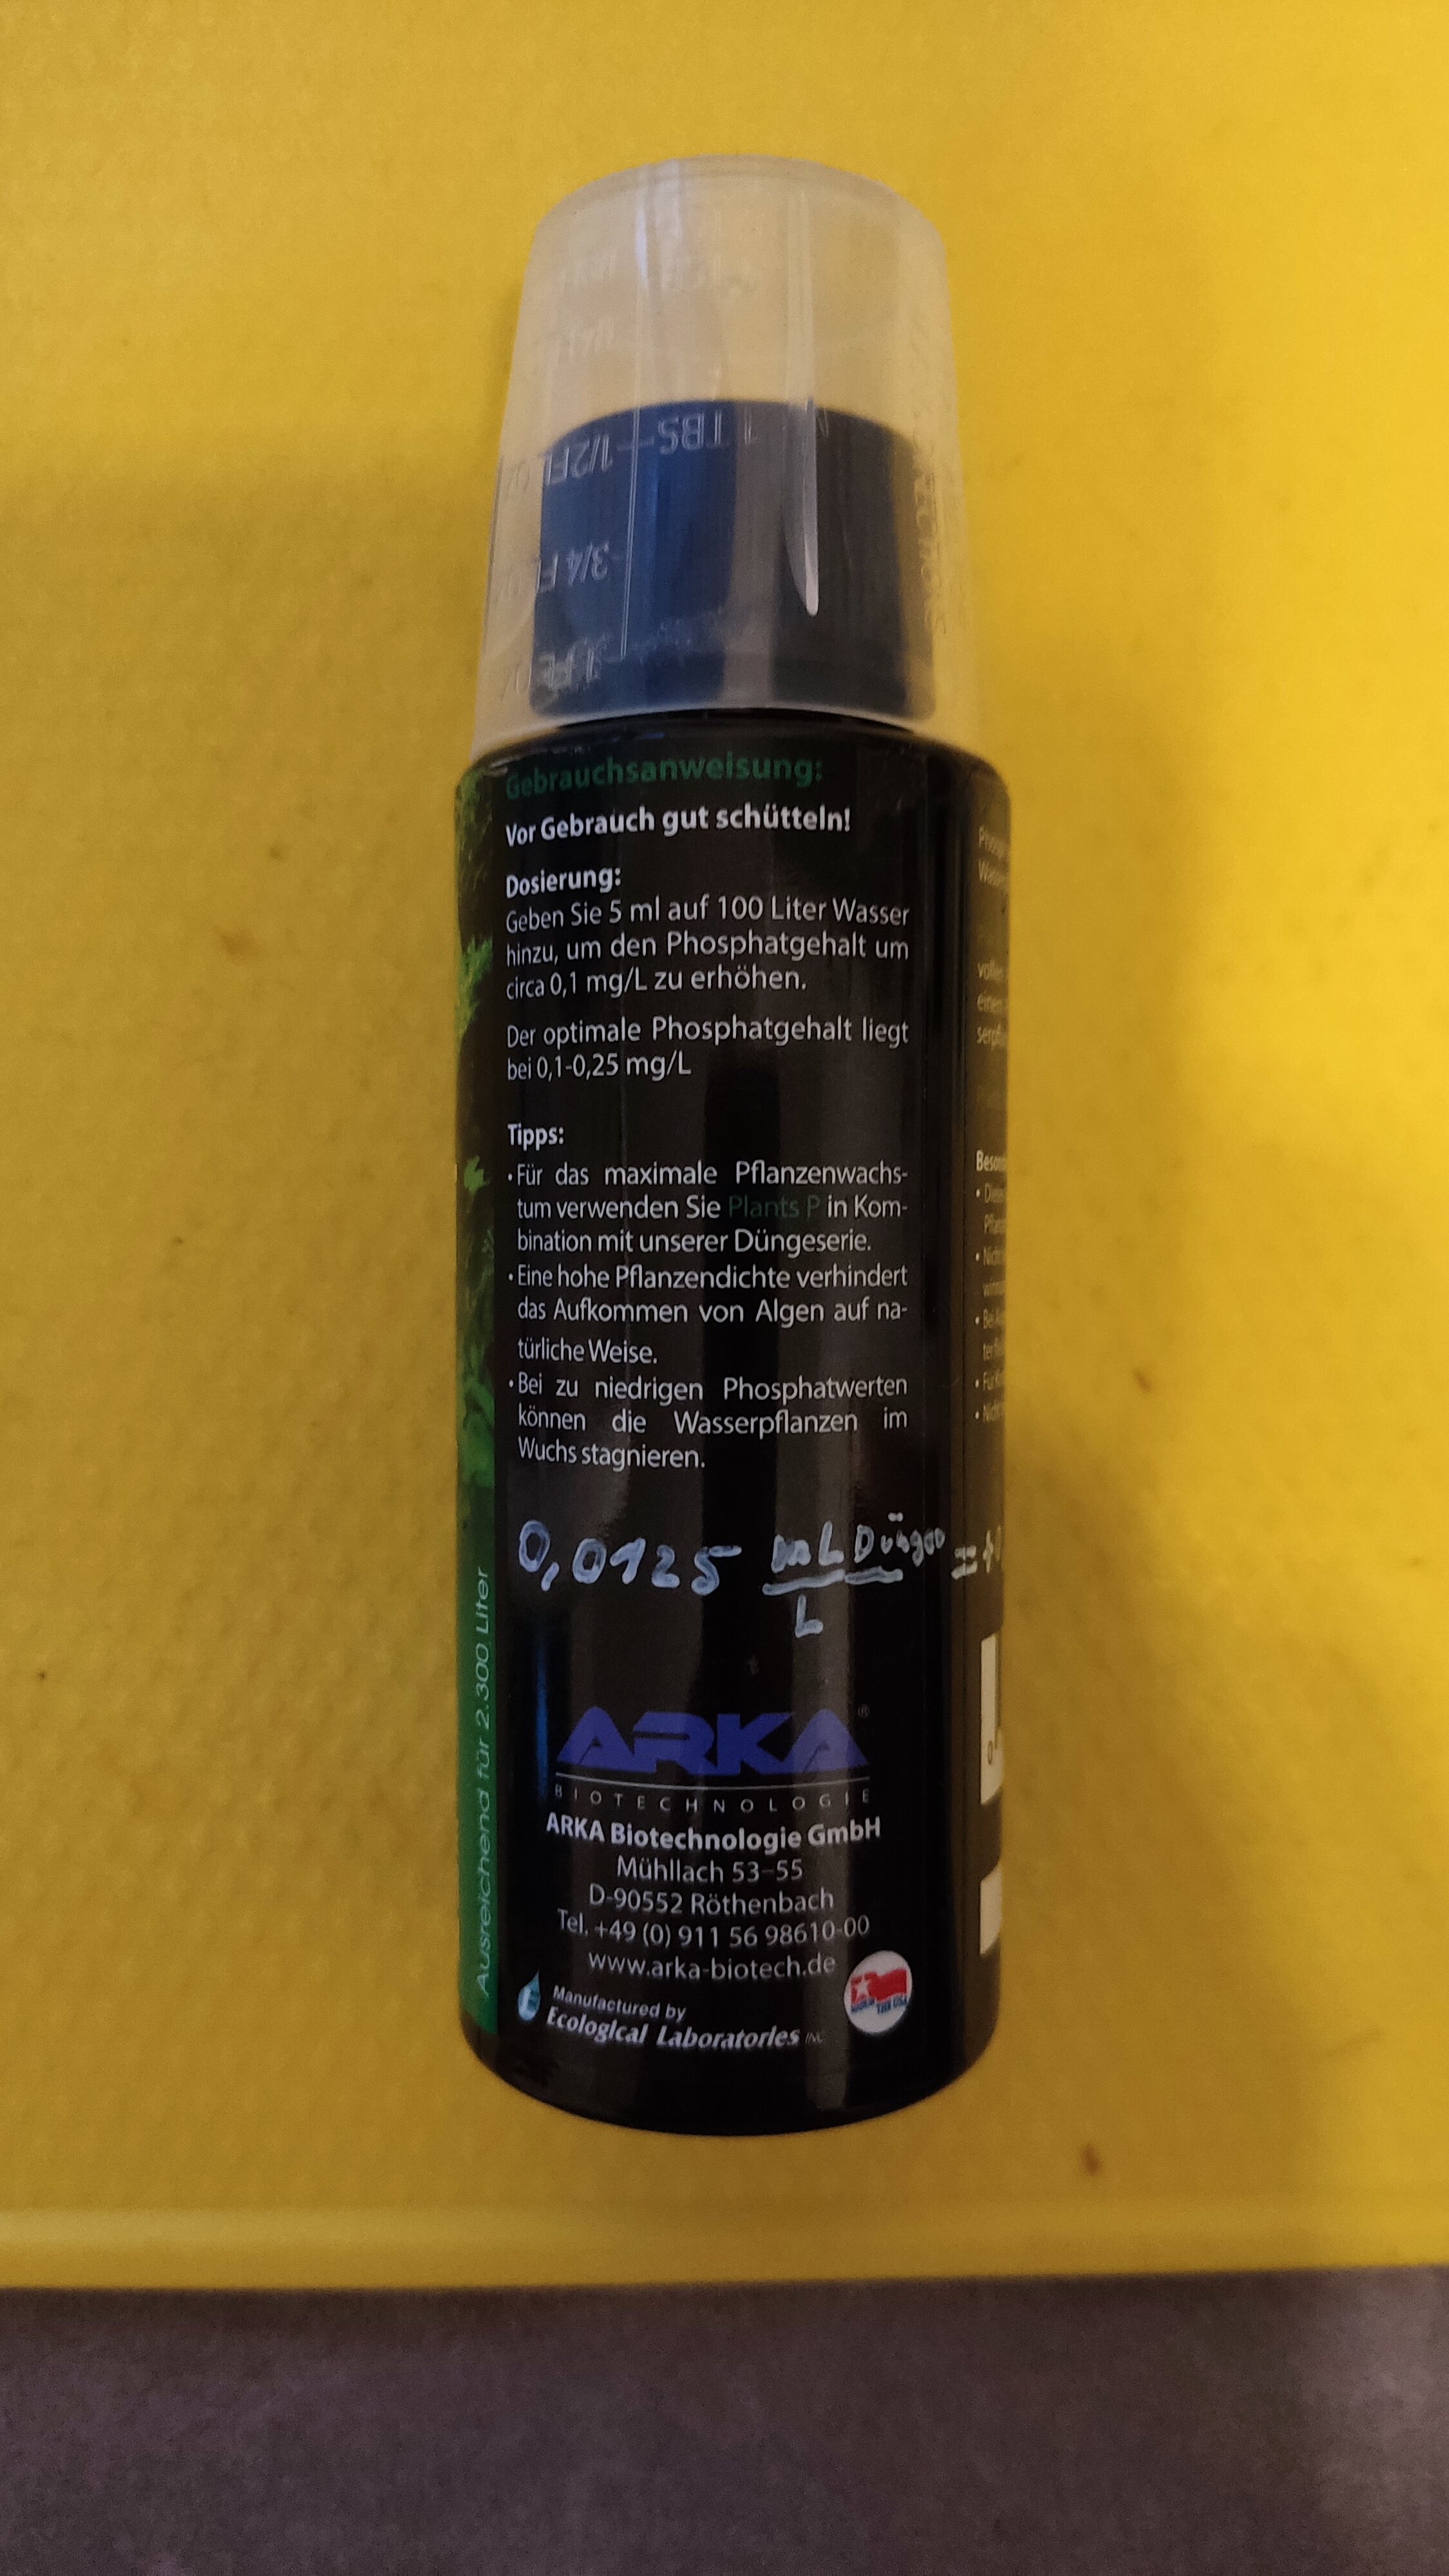 1 TBS
1/2 FL
3/4 F
Gebrauchsanweisung:
Vor Gebrauch gut schütteln!
Dosierung:
Geben Sie 5 ml auf 100 Liter Wasser
hinzu, um den Phosphatgehalt um
circa 0,1 mg/L zu erhöhen.
Der optimale Phosphatgehalt liegt
bei 0,1-0,25 mg/L
Tipps:
• Für das maximale Pflanzenwachs-
tum verwenden Sie Plants P in Kom-
bination mit unserer Düngeserie.
• Eine hohe Pflanzendichte verhindert
das Aufkommen von Algen auf na-
türliche Weise.
• Bei zu niedrigen Phosphatwerten
können die Wasserpflanzen im
Wuchs stagnieren.
0,0125 mL Dünger = +
L
ARKA®
BIOTECHNOLOGIE
ARKA Biotechnologie GmbH
Mühllach 53-55
D-90552 Röthenbach
Tel. +49 (0) 911 56 98610-00
www.arka-biotech.de
Manufactured by
Ecological Laboratories INC
Ausreichend für 2.300 Liter